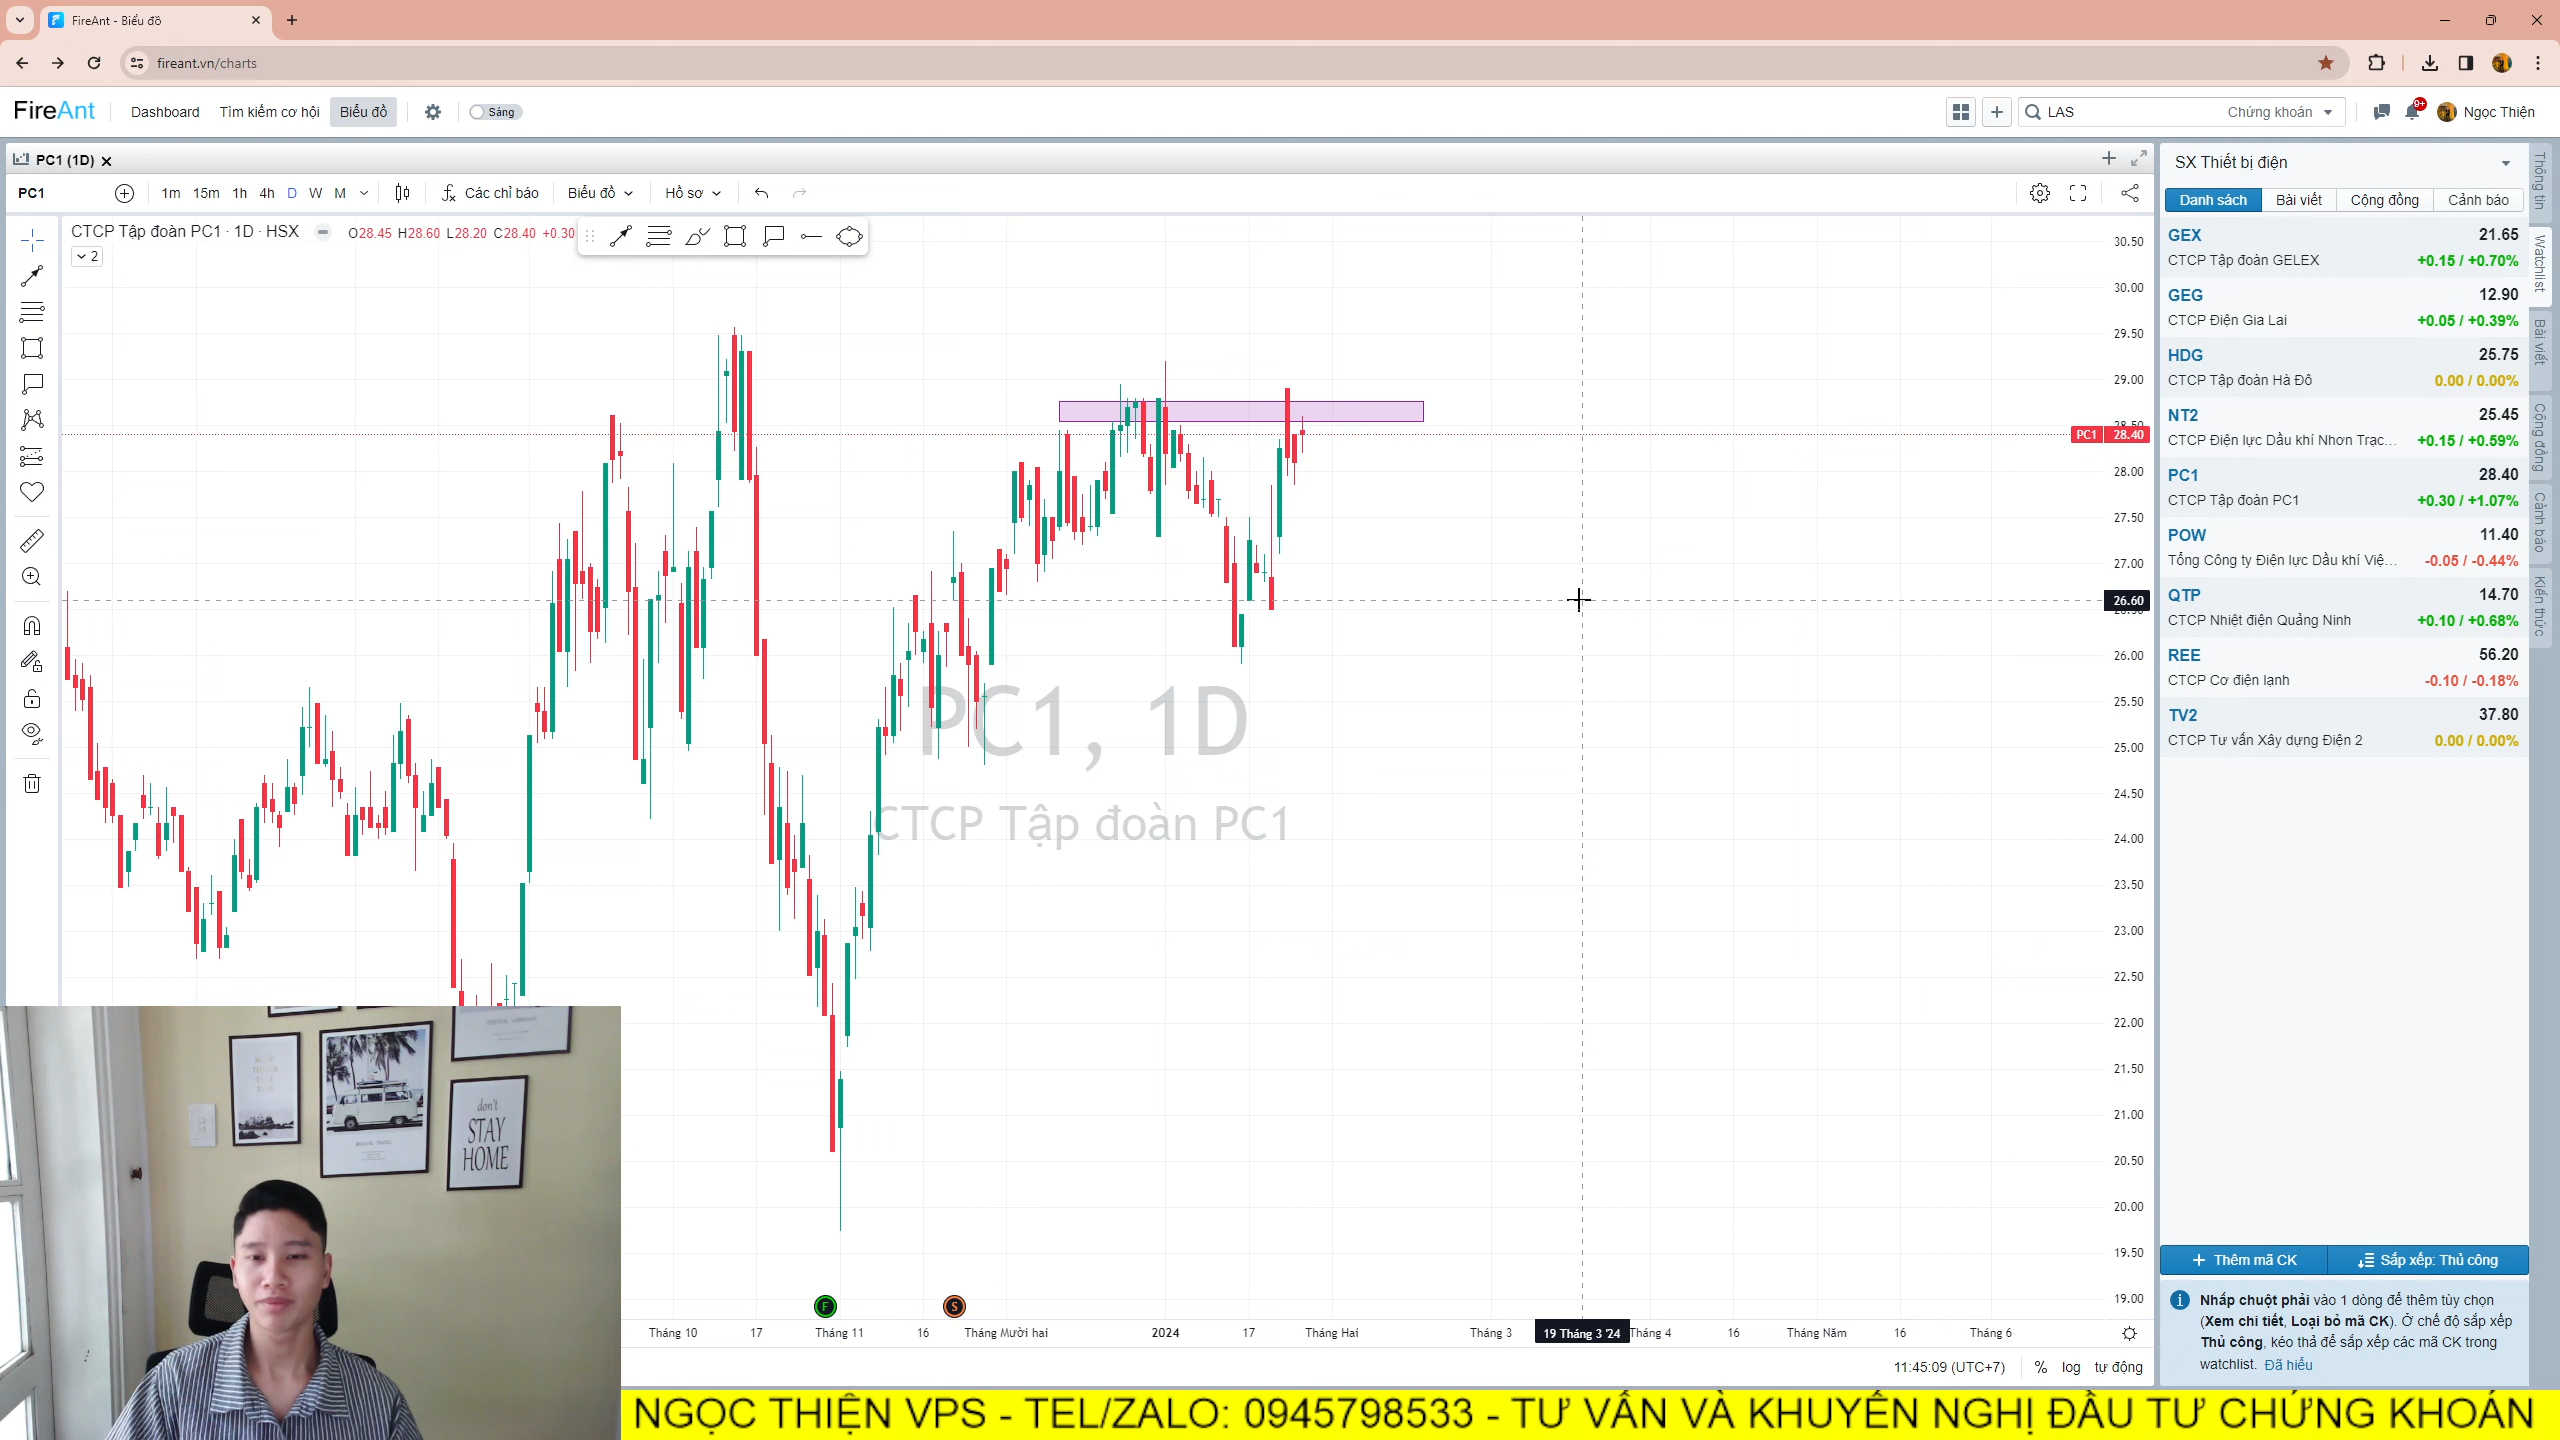 FireAnt - Biểu đồ
fireant.vn/charts
FireAnt
Dashboard
Tìm kiếm cơ hội
Biểu đồ
Sáng
LAS
Chứng khoán
9+
Ngọc Thiện
PC1 (1D)
PC1
1m 15m 1h 4h D W M
Các chỉ báo
Biểu đồ
Hồ sơ
CTCP Tập đoàn PC1 · 1D · HSX
O28.45 H28.60 L28.20 C28.40 +0.30
2
PC1, 1D
CTCP Tập đoàn PC1
30.50
30.00
29.50
29.00
28.50
PC1 28.40
28.00
27.50
27.00
26.60
26.00
25.50
25.00
24.50
24.00
23.50
23.00
22.50
22.00
21.50
21.00
20.50
20.00
19.50
19.00
F
S
Tháng 10 17 Tháng 11 16 Tháng Mười hai 2024 17 Tháng Hai Tháng 3 19 Tháng 3 '24 Tháng 4 16 Tháng Năm 16 Tháng 6
11:45:09 (UTC+7) % log tự động
SX Thiết bị điện
Danh sách Bài viết Cộng đồng Cảnh báo
GEX 21.65
CTCP Tập đoàn GELEX +0.15 / +0.70%
GEG 12.90
CTCP Điện Gia Lai +0.05 / +0.39%
HDG 25.75
CTCP Tập đoàn Hà Đô 0.00 / 0.00%
NT2 25.45
CTCP Điện lực Dầu khí Nhơn Trạc... +0.15 / +0.59%
PC1 28.40
CTCP Tập đoàn PC1 +0.30 / +1.07%
POW 11.40
Tổng Công ty Điện lực Dầu khí Việ... -0.05 / -0.44%
QTP 14.70
CTCP Nhiệt điện Quảng Ninh +0.10 / +0.68%
REE 56.20
CTCP Cơ điện lạnh -0.10 / -0.18%
TV2 37.80
CTCP Tư vấn Xây dựng Điện 2 0.00 / 0.00%
Thông tin
Watchlist
Bài viết
Cộng đồng
Cảnh báo
Kiến thức
Thêm mã CK
Sắp xếp: Thủ công
Nhấp chuột phải vào 1 dòng để thêm tùy chọn
(Xem chi tiết, Loại bỏ mã CK). Ở chế độ sắp xếp
Thủ công, kéo thả để sắp xếp các mã CK trong
watchlist. Đã hiểu
don't
STAY
HOME
NGỌC THIỆN VPS - TEL/ZALO: 0945798533 - TƯ VẤN VÀ KHUYẾN NGHỊ ĐẦU TƯ CHỨNG KHOÁN